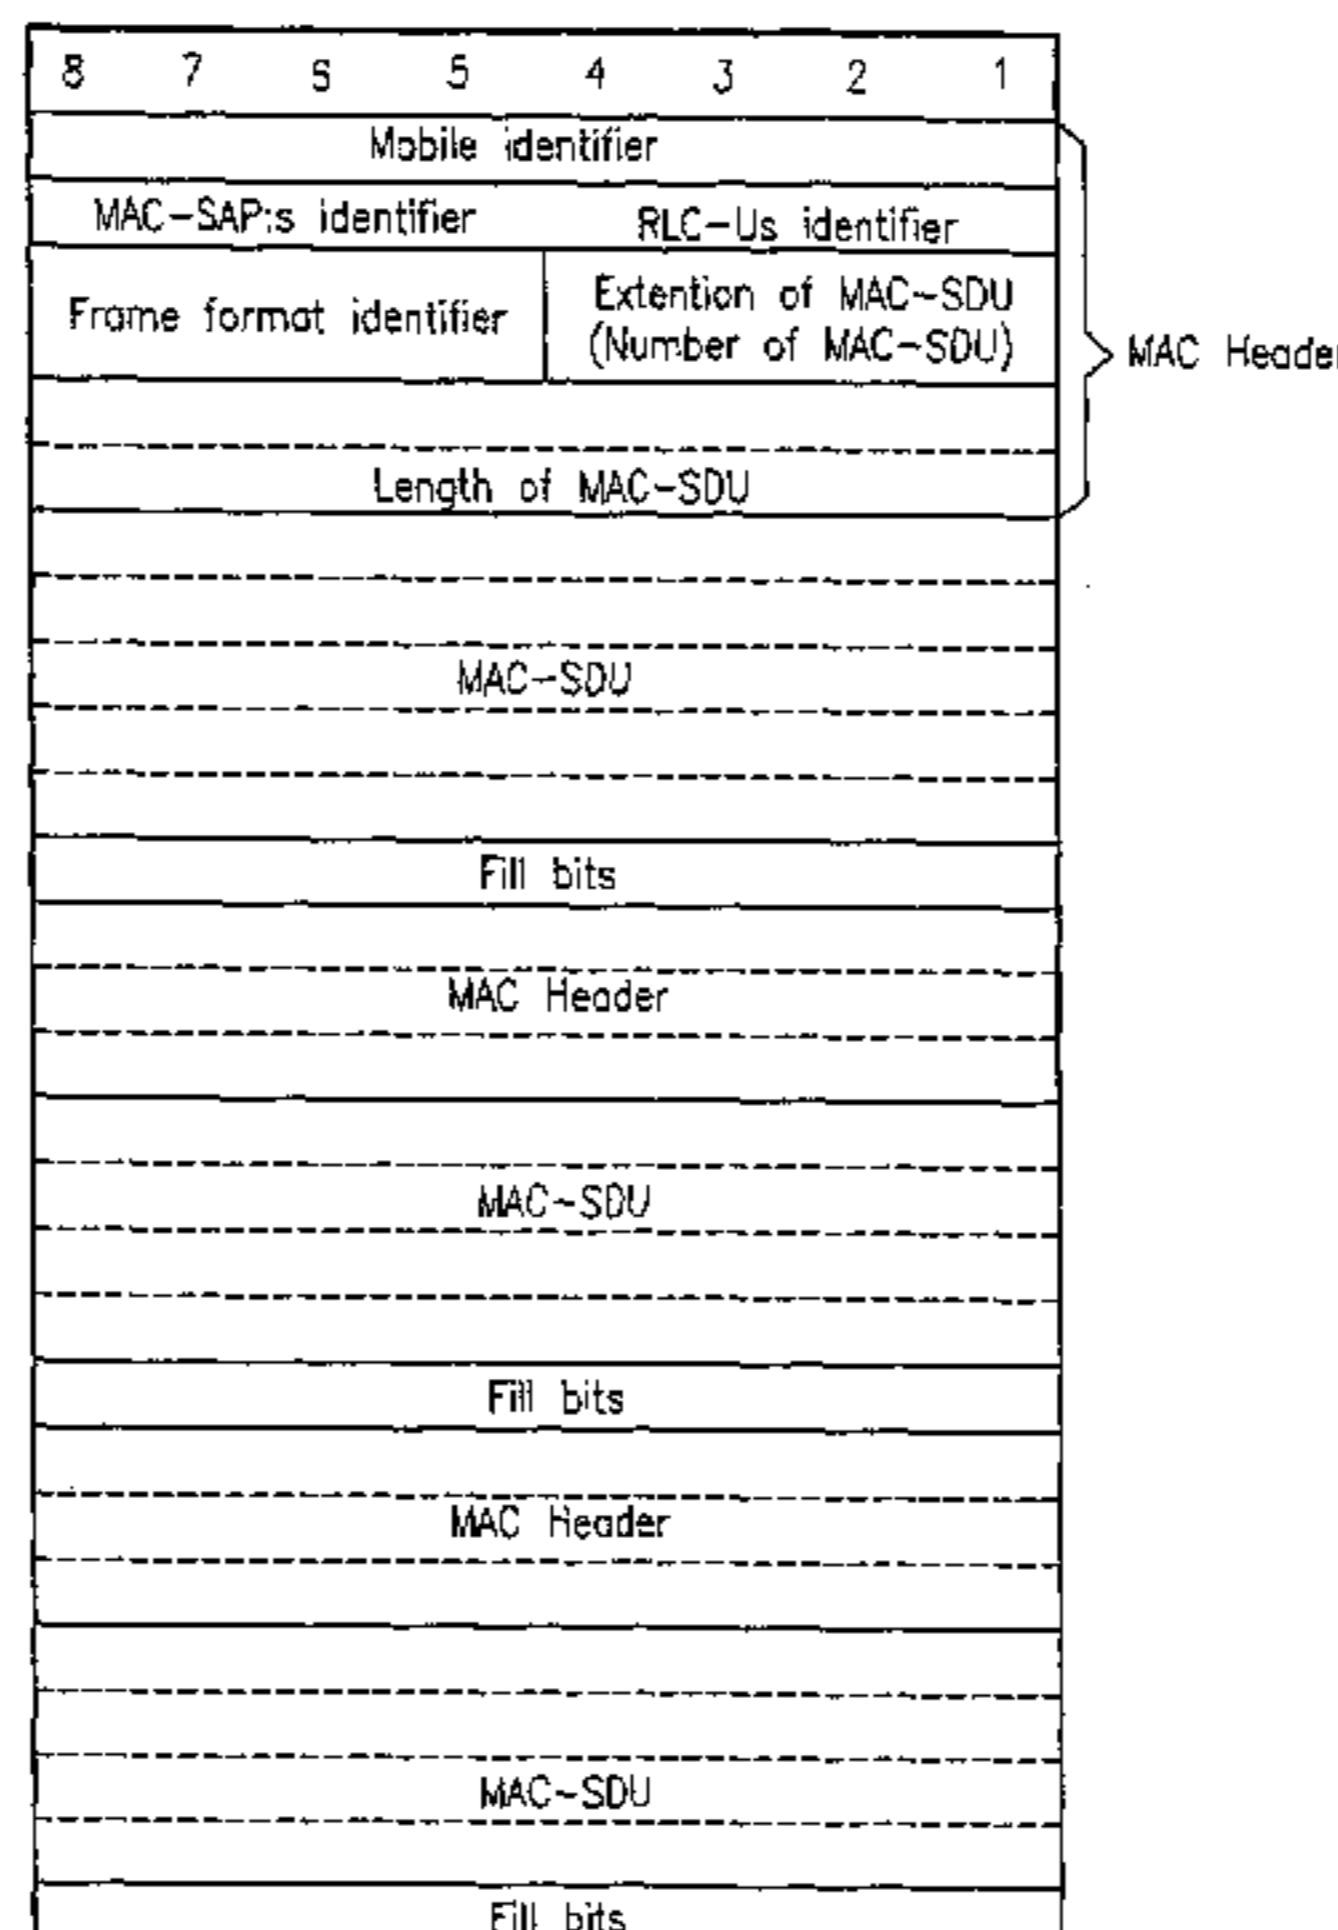 8 7 6 5 4 3 2 1
Mobile identifier
MAC-SAP:s identifier RLC-Us identifier
Frame format identifier
Extention of MAC-SDU
(Number of MAC-SDU)
MAC Header
Length of MAC-SDU
MAC-SDU
Fill bits
MAC Header
MAC-SDU
Fill bits
MAC Header
MAC-SDU
Fill bits